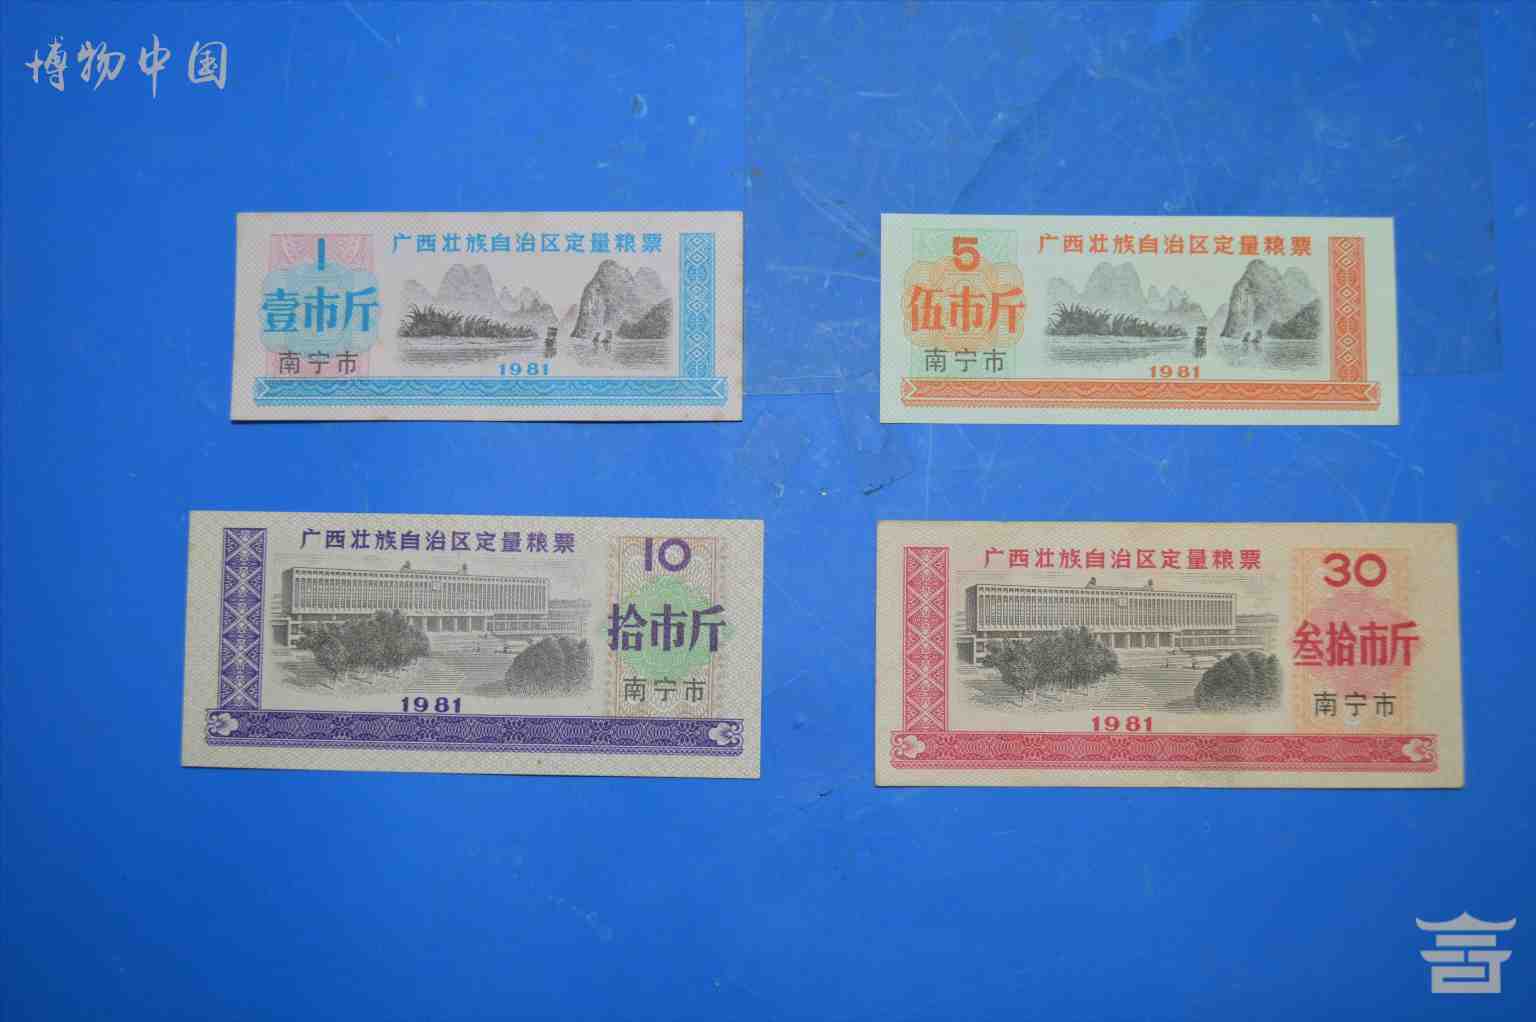 博物中国
1
广西壮族自治区定量粮票
壹市斤
南宁市
1981
5
广西壮族自治区定量粮票
伍市斤
南宁市
1981
广西壮族自治区定量粮票
10
拾市斤
南宁市
1981
广西壮族自治区定量粮票
30
叁拾市斤
南宁市
1981